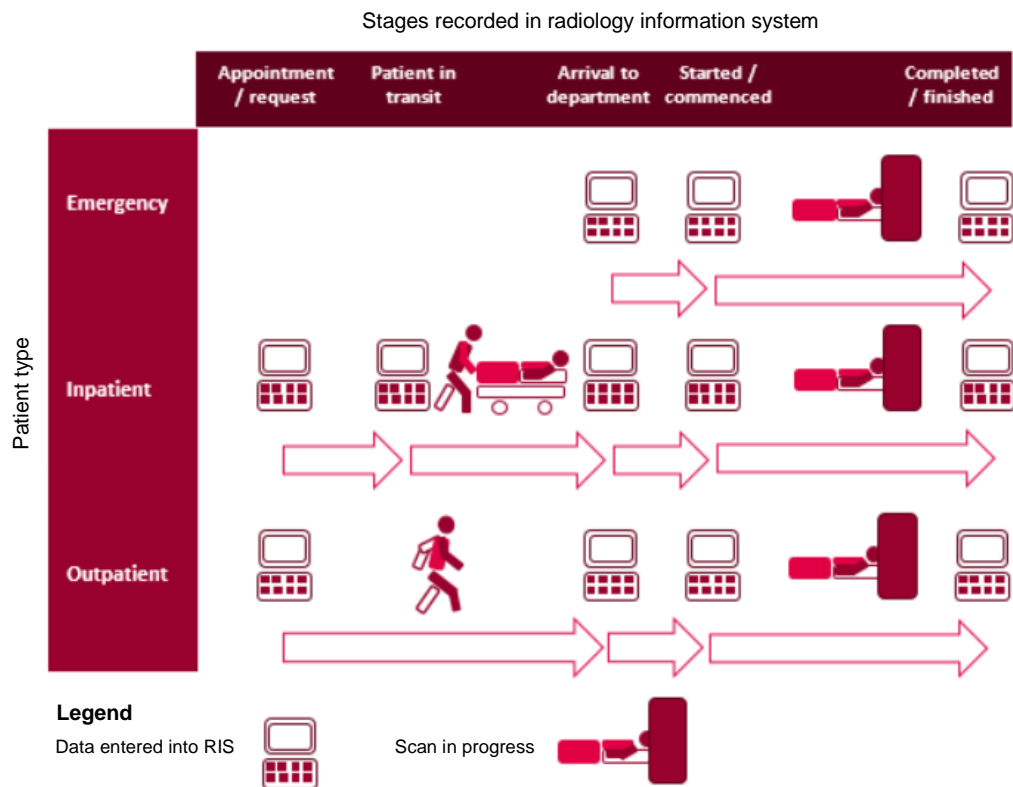 Stages recorded in radiology information system
Appointment
/ request
Patient in
transit
Arrival to
department
Started /
commenced
Completed
/ finished
Patient type
Emergency
Inpatient
Outpatient
Legend
Data entered into RIS
Scan in progress